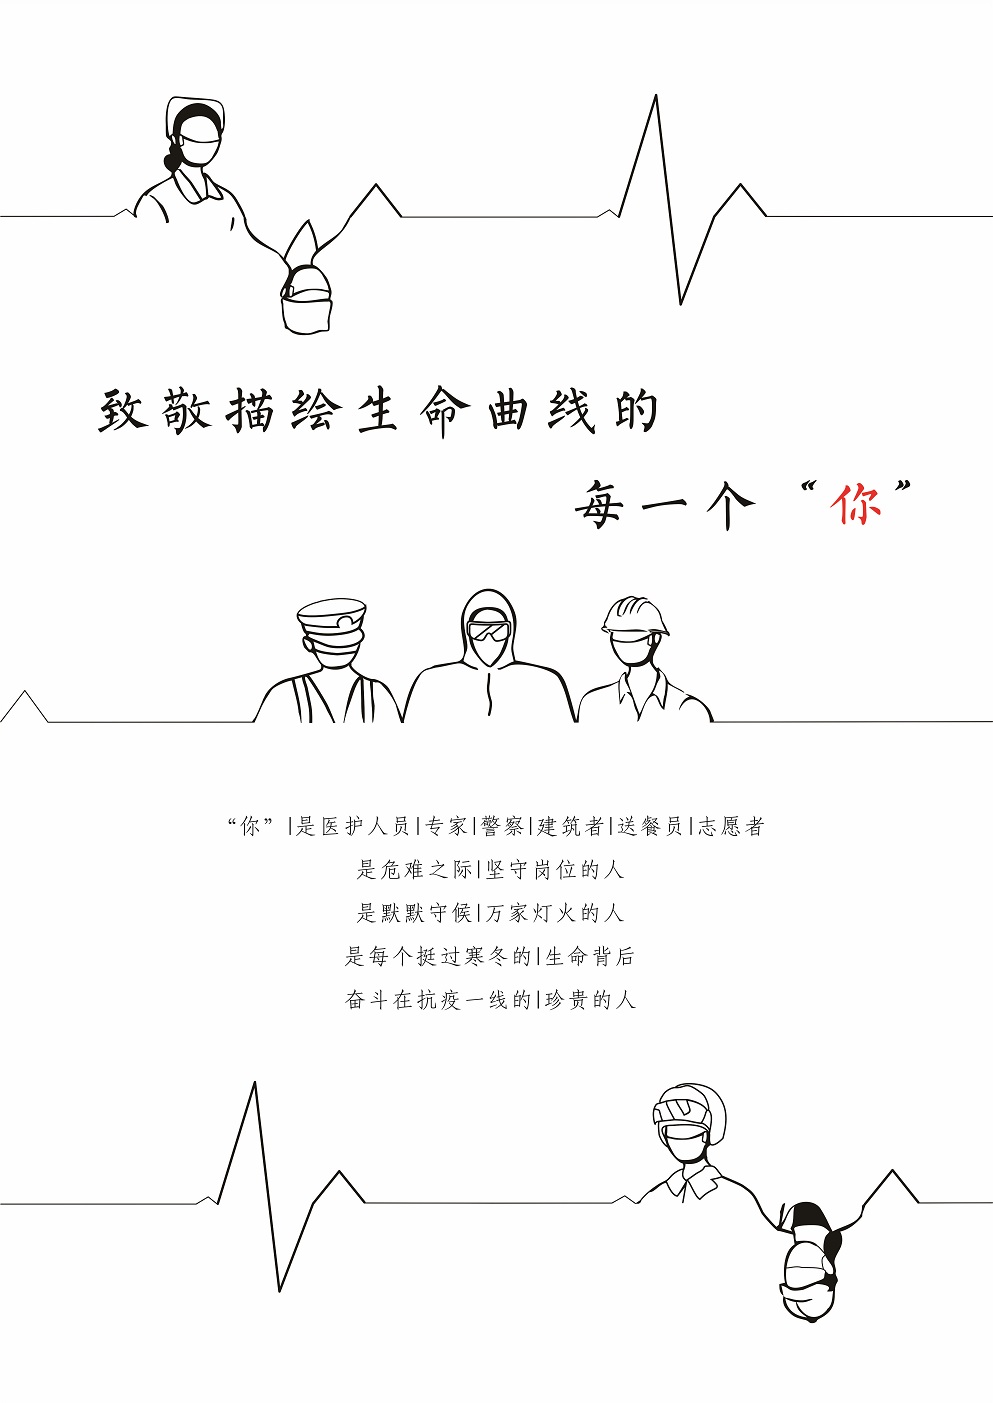 致敬描绘生命曲线的
每一个“你”
“你”|是医护人员|专家|警察|建筑者|送餐员|志愿者
是危难之际|坚守岗位的人
是默默守候|万家灯火的人
是每个挺过寒冬的|生命背后
奋斗在抗疫一线的|珍贵的人